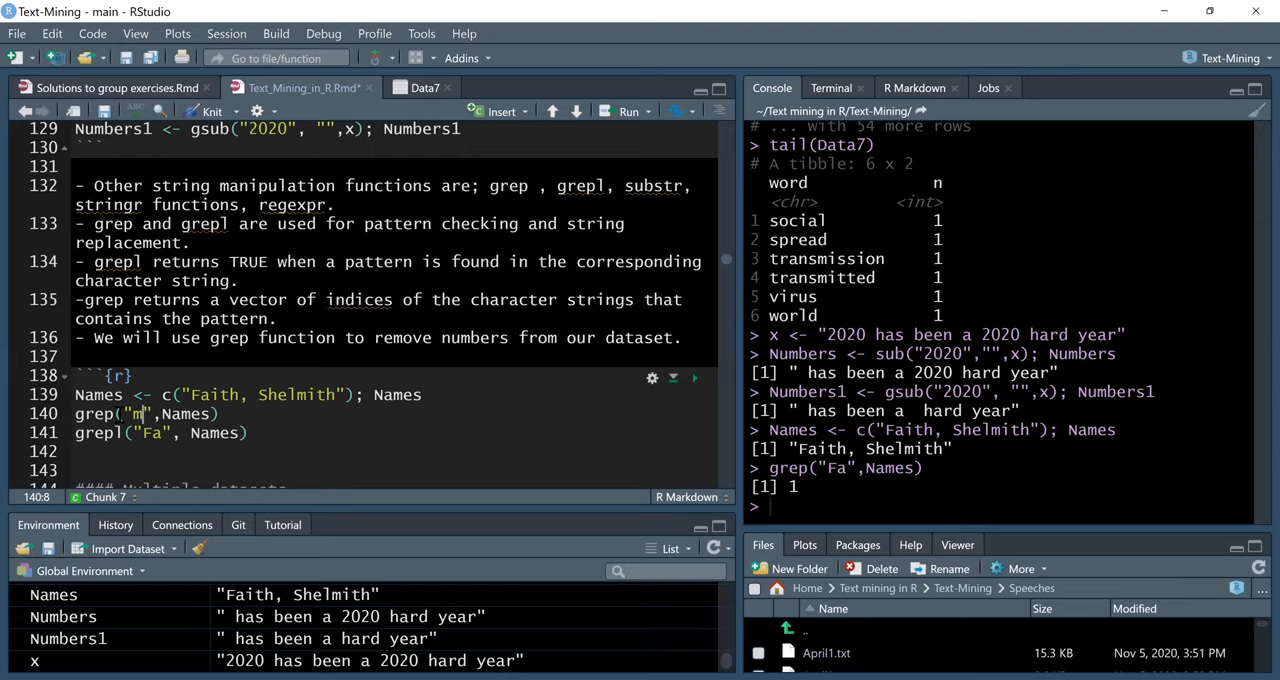 Text-Mining - main - RStudio
File Edit Code View Plots Session Build Debug Profile Tools Help
Go to file/function Addins Text-Mining
Solutions to group exercises.Rmd Text_Mining_in_R.Rmd* Data7
Knit Insert Run
129 Numbers1 <- gsub("2020", "",x); Numbers1
130 ```
131
132 - Other string manipulation functions are; grep , grepl, substr,
stringr functions, regexpr.
133 - grep and grepl are used for pattern checking and string
replacement.
134 - grepl returns TRUE when a pattern is found in the corresponding
character string.
135 -grep returns a vector of indices of the character strings that
contains the pattern.
136 - We will use grep function to remove numbers from our dataset.
137
138 ```{r}
139 Names <- c("Faith, Shelmith"); Names
140 grep("m",Names)
141 grepl("Fa", Names)
142
143
144 #### Multiple datasets
140:8 Chunk 7 R Markdown
Environment History Connections Git Tutorial
Import Dataset List
Global Environment
Names "Faith, Shelmith"
Numbers " has been a 2020 hard year"
Numbers1 " has been a hard year"
x "2020 has been a 2020 hard year"
Console Terminal R Markdown Jobs
~/Text mining in R/Text-Mining/
# ... with 54 more rows
> tail(Data7)
# A tibble: 6 x 2
word n
<chr> <int>
1 social 1
2 spread 1
3 transmission 1
4 transmitted 1
5 virus 1
6 world 1
> x <- "2020 has been a 2020 hard year"
> Numbers <- sub("2020","",x); Numbers
[1] " has been a 2020 hard year"
> Numbers1 <- gsub("2020", "",x); Numbers1
[1] " has been a  hard year"
> Names <- c("Faith, Shelmith"); Names
[1] "Faith, Shelmith"
> grep("Fa",Names)
[1] 1
>
Files Plots Packages Help Viewer
New Folder Delete Rename More
Home Text mining in R Text-Mining Speeches ...
Name Size Modified
..
April1.txt 15.3 KB Nov 5, 2020, 3:51 PM